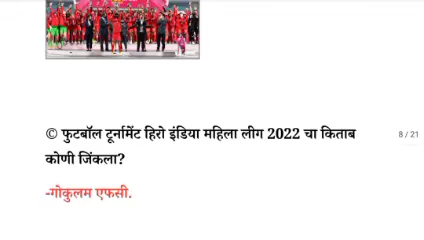 © फुटबॉल टूर्नामेंट हिरो इंडिया महिला लीग 2022 चा किताब
8 / 21
कोणी जिंकला?
-गोकुलम एफसी.